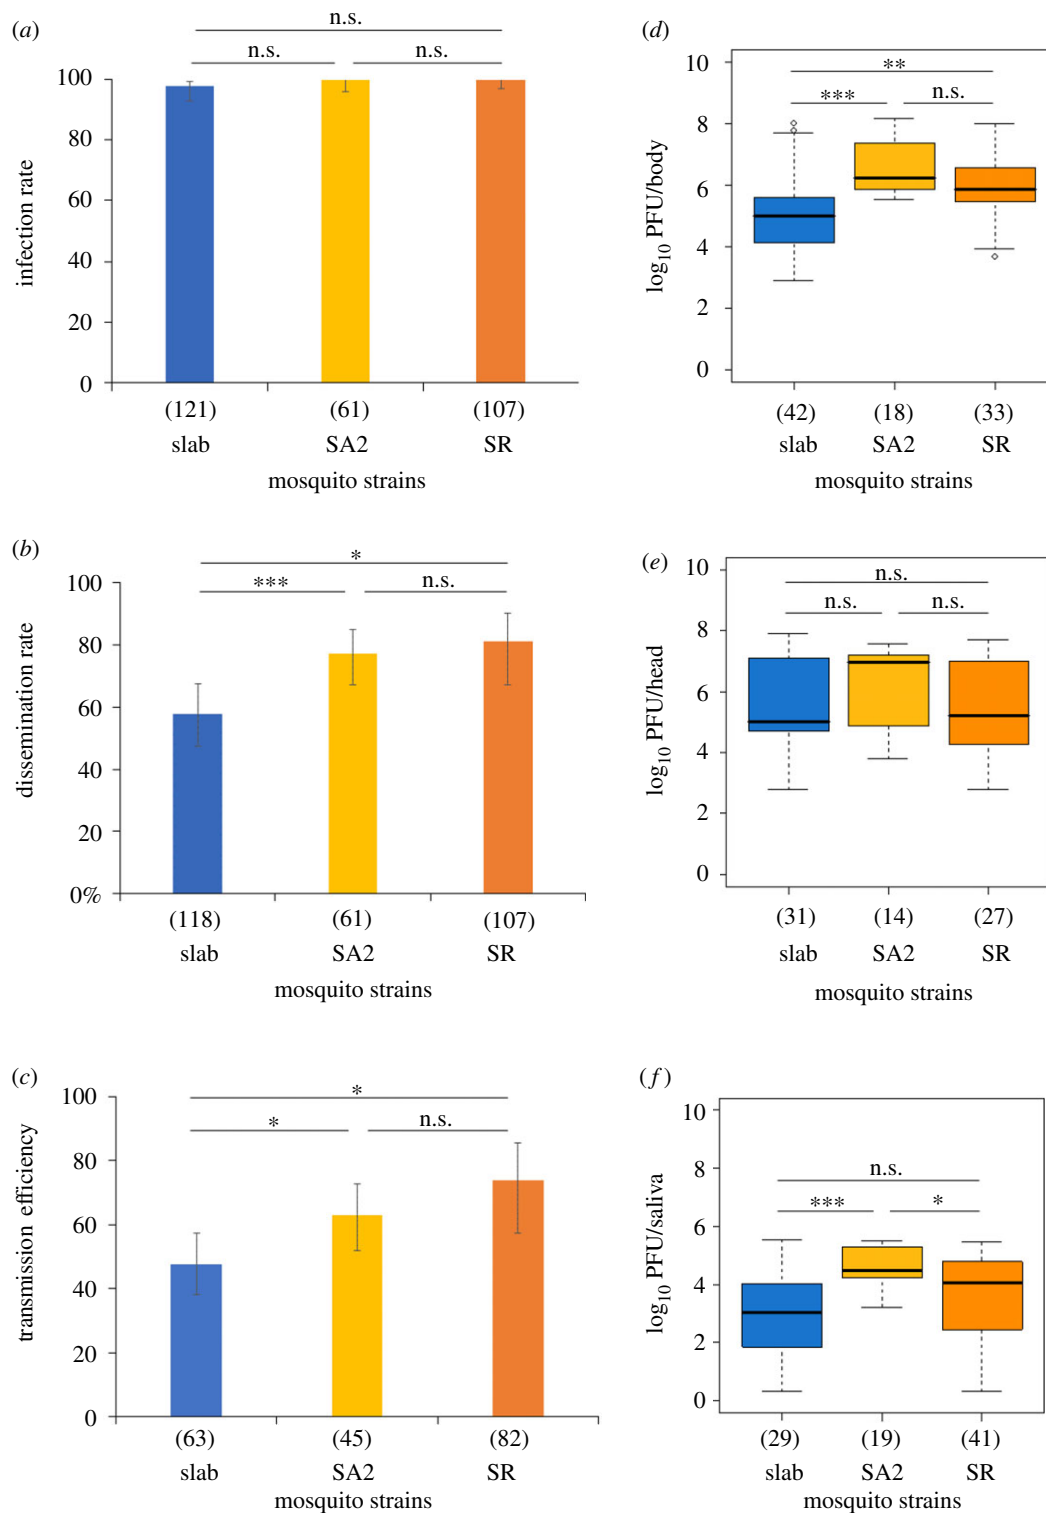 (a)
n.s.
n.s. n.s.
100
80
60
40
20
0
infection rate
(121) (61) (107)
slab SA2 SR
mosquito strains
(d)
10
8
6
4
2
0
log10 PFU/body
**
*** n.s.
(42) (18) (33)
slab SA2 SR
mosquito strains
(b)
*
*** n.s.
100
80
60
40
20
0%
dissemination rate
(118) (61) (107)
slab SA2 SR
mosquito strains
(e)
10
8
6
4
2
0
log10 PFU/head
n.s.
n.s. n.s.
(31) (14) (27)
slab SA2 SR
mosquito strains
(c)
*
* n.s.
100
80
60
40
20
0
transmission efficiency
(63) (45) (82)
slab SA2 SR
mosquito strains
(f)
10
8
6
4
2
0
log10 PFU/saliva
n.s.
*** *
(29) (19) (41)
slab SA2 SR
mosquito strains